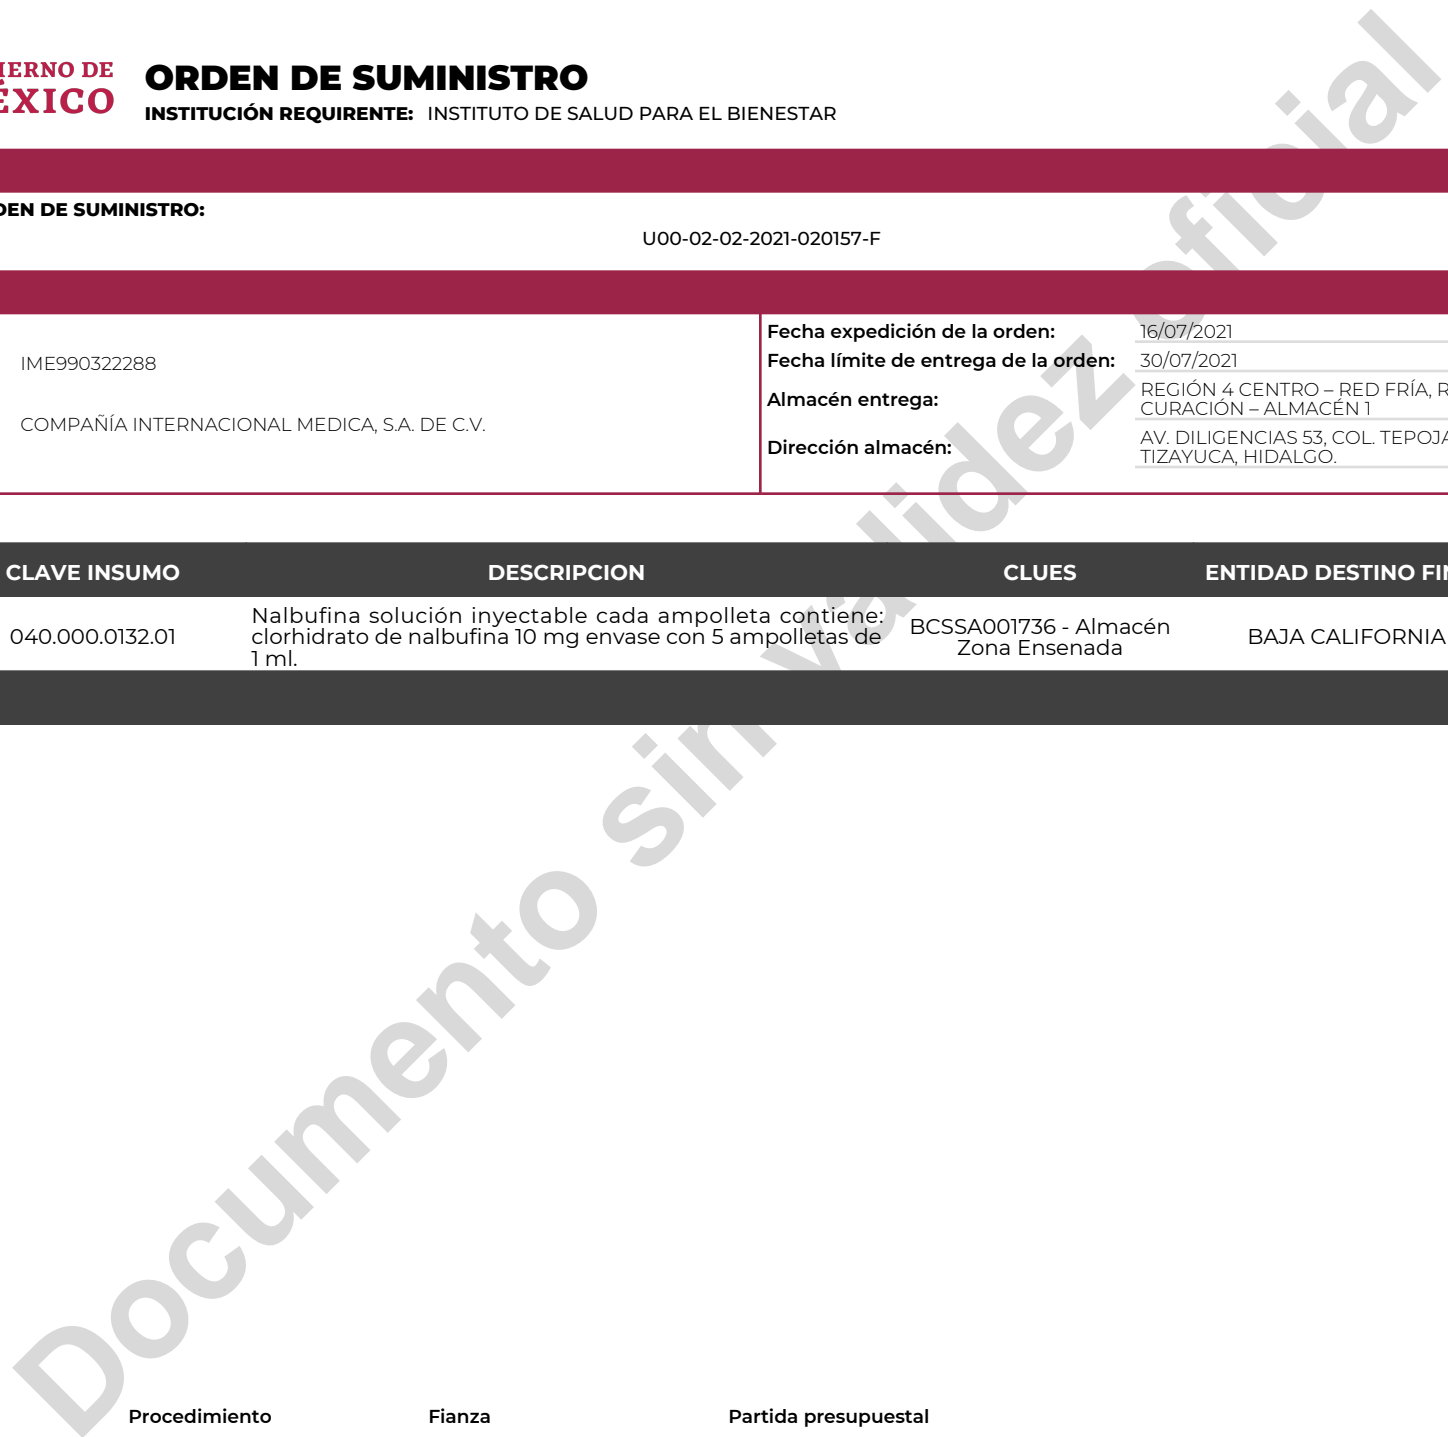 IERNO DE
ÉXICO
ORDEN DE SUMINISTRO
INSTITUCIÓN REQUIRENTE: INSTITUTO DE SALUD PARA EL BIENESTAR
DEN DE SUMINISTRO:
U00-02-02-2021-020157-F
IME990322288
COMPAÑÍA INTERNACIONAL MEDICA, S.A. DE C.V.
Fecha expedición de la orden: 16/07/2021
Fecha límite de entrega de la orden: 30/07/2021
Almacén entrega: REGIÓN 4 CENTRO – RED FRÍA, R
CURACIÓN – ALMACÉN 1
Dirección almacén: AV. DILIGENCIAS 53, COL. TEPOJA
TIZAYUCA, HIDALGO.
CLAVE INSUMO DESCRIPCION CLUES ENTIDAD DESTINO FIN
040.000.0132.01
Nalbufina solución inyectable cada ampolleta contiene:
clorhidrato de nalbufina 10 mg envase con 5 ampolletas de
1 ml.
BCSSA001736 - Almacén
Zona Ensenada
BAJA CALIFORNIA
Documento sin validez oficial
Procedimiento Fianza Partida presupuestal